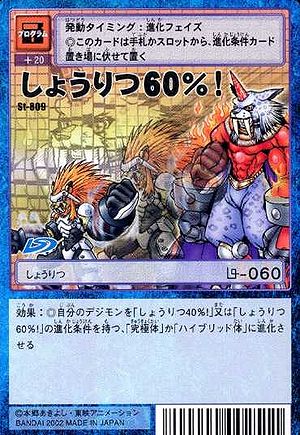 プログラム
+20
発動タイミング：進化フェイズ
◎このカードは手札かスロットから、進化条件カード
置き場に伏せて置く
しょうりつ60%！
St-809
しょうりつ
-060
効果：◎自分のデジモンを「しょうりつ40%！」又は「しょうりつ
60%！」の進化条件を持つ、「究極体」か「ハイブリッド体」に進化さ
せる
©本郷あきよし・東映アニメーション
BANDAI 2002 MADE IN JAPAN